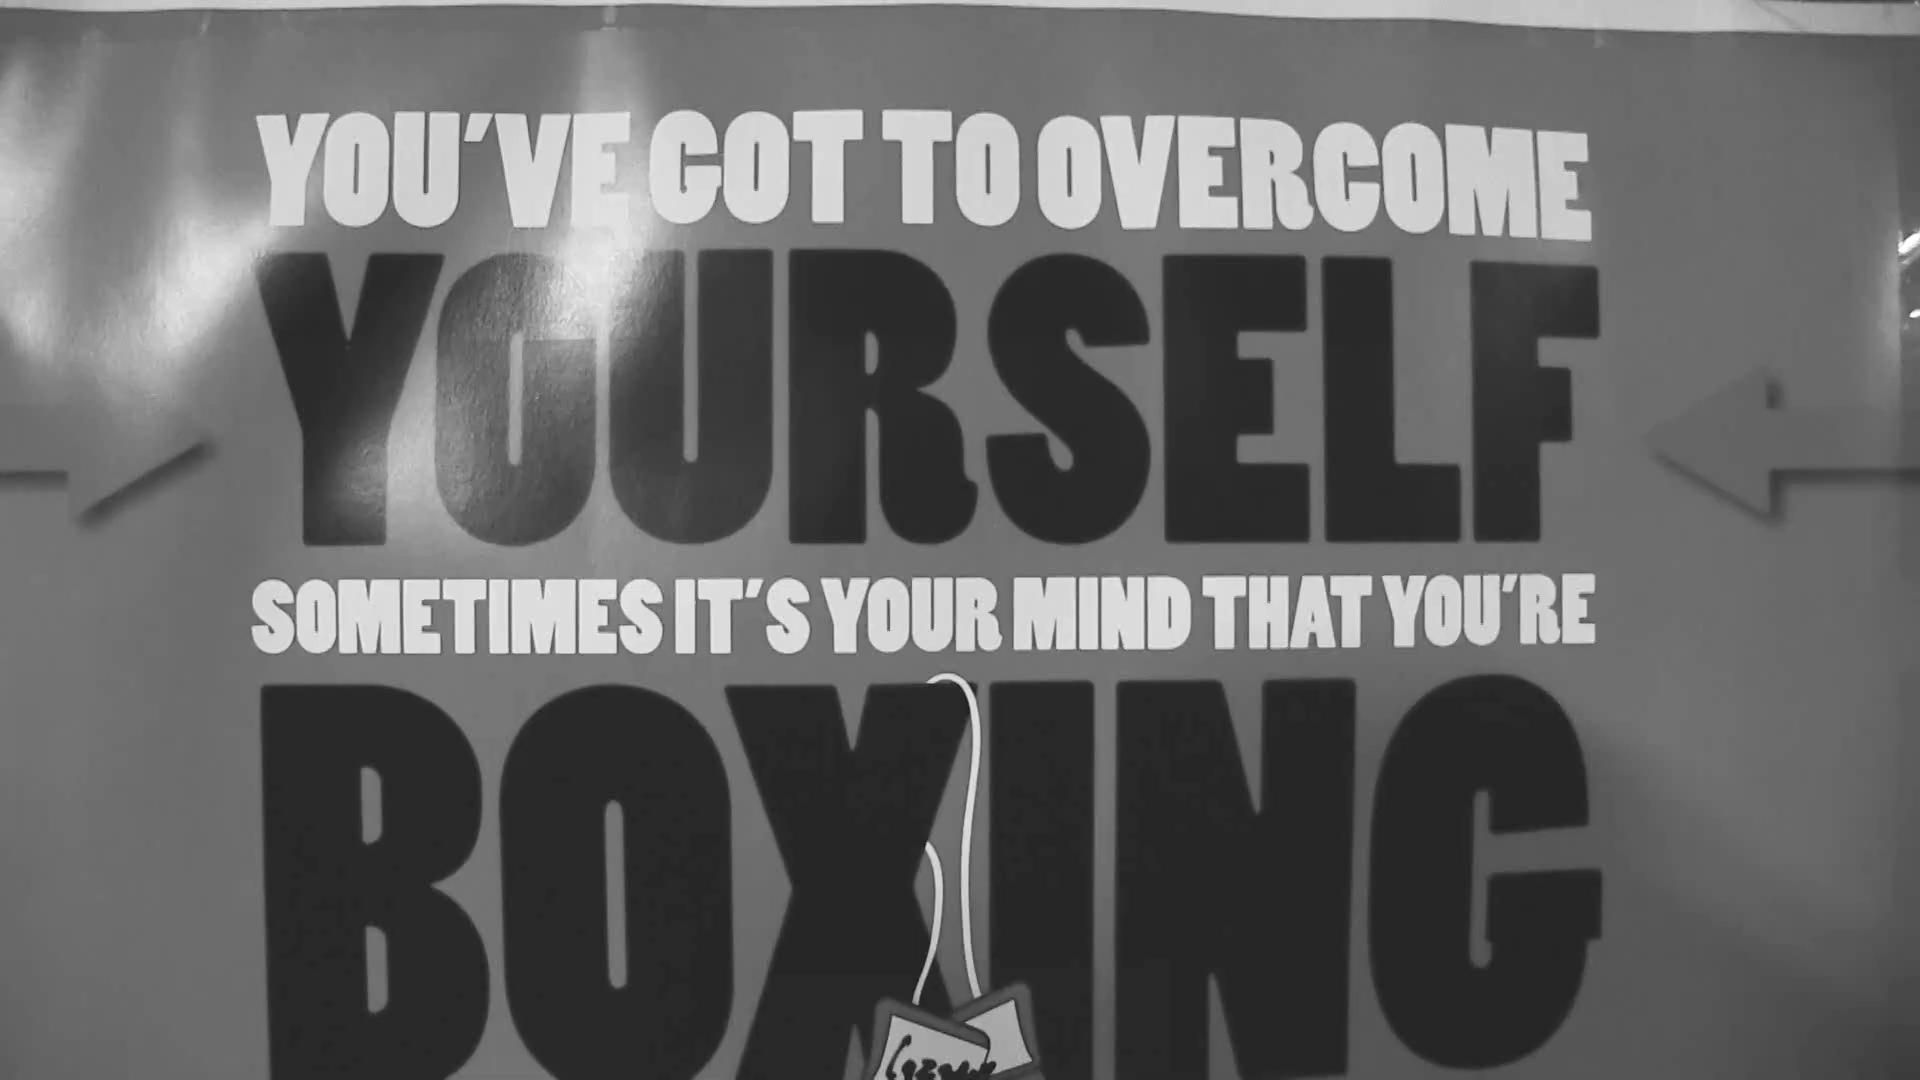 YOU'VE GOT TO OVERCOME
YOURSELF
SOMETIMES IT'S YOUR MIND THAT YOU'RE
BOXING